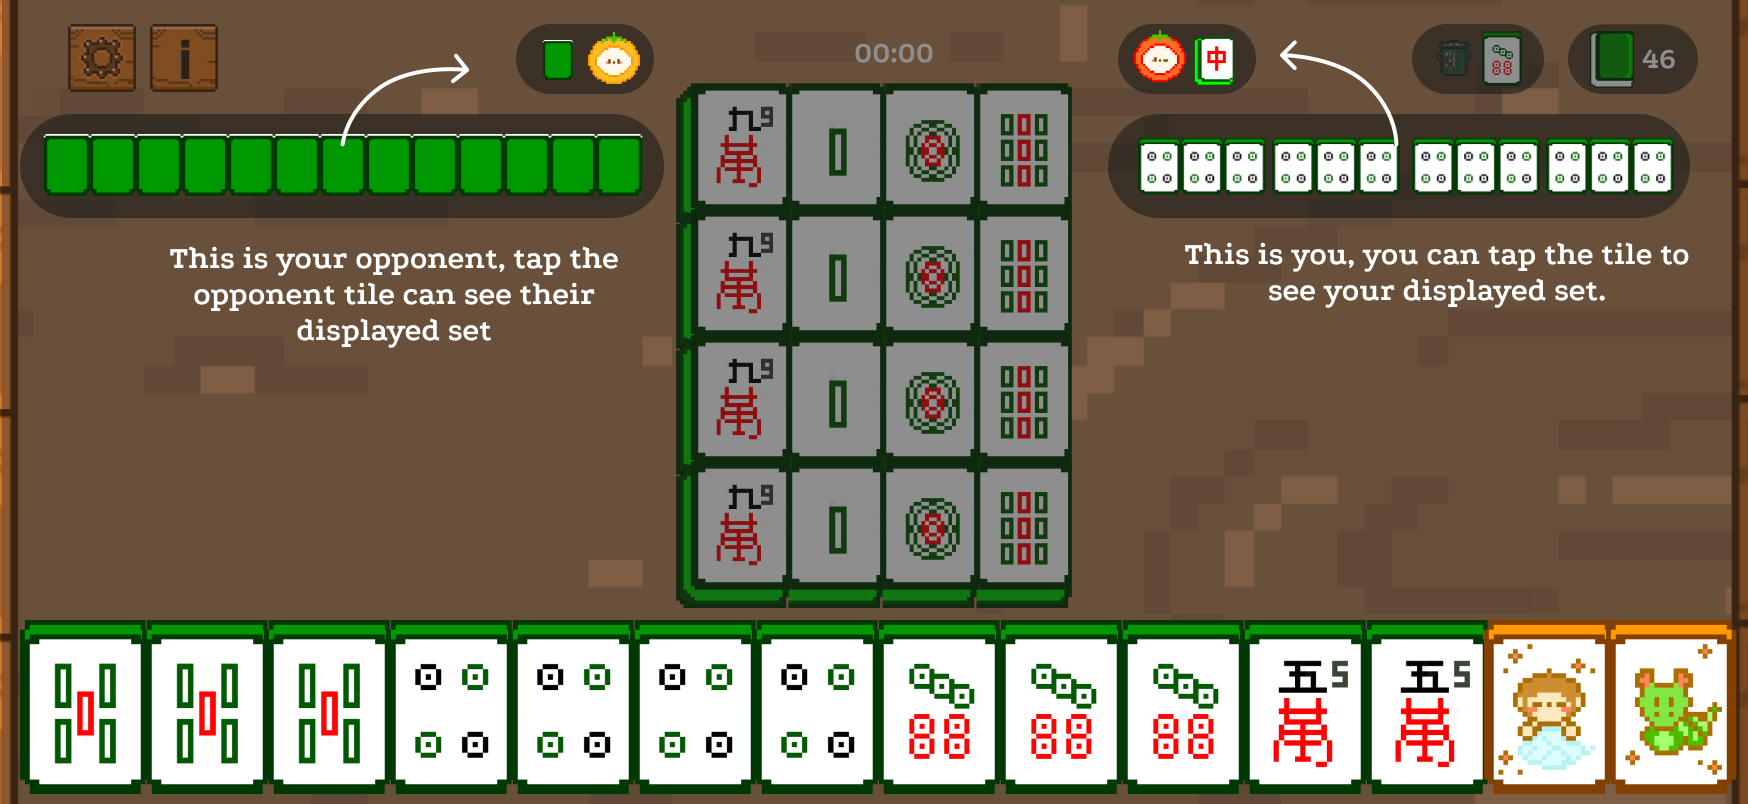 00:00
中
46
This is your opponent, tap the
opponent tile can see their
displayed set
This is you, you can tap the tile to
see your displayed set.
九9
萬
九9
萬
九9
萬
九9
萬
五5
萬
五5
萬